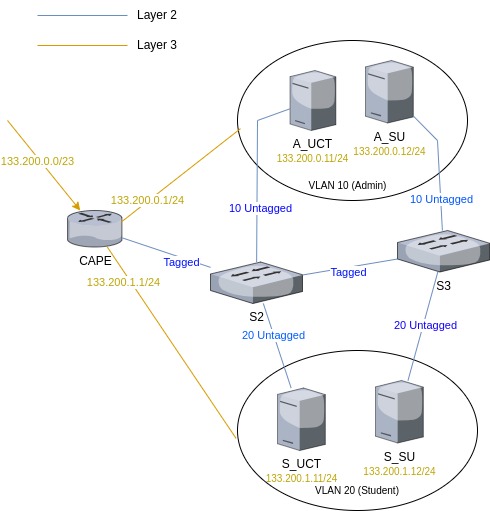 Layer 2
Layer 3
A_UCT
133.200.0.11/24
A_SU
133.200.0.12/24
VLAN 10 (Admin)
133.200.0.0/23
133.200.0.1/24
10 Untagged
10 Untagged
CAPE
Tagged
Tagged
133.200.1.1/24
S2
S3
20 Untagged
20 Untagged
S_UCT
133.200.1.11/24
S_SU
133.200.1.12/24
VLAN 20 (Student)